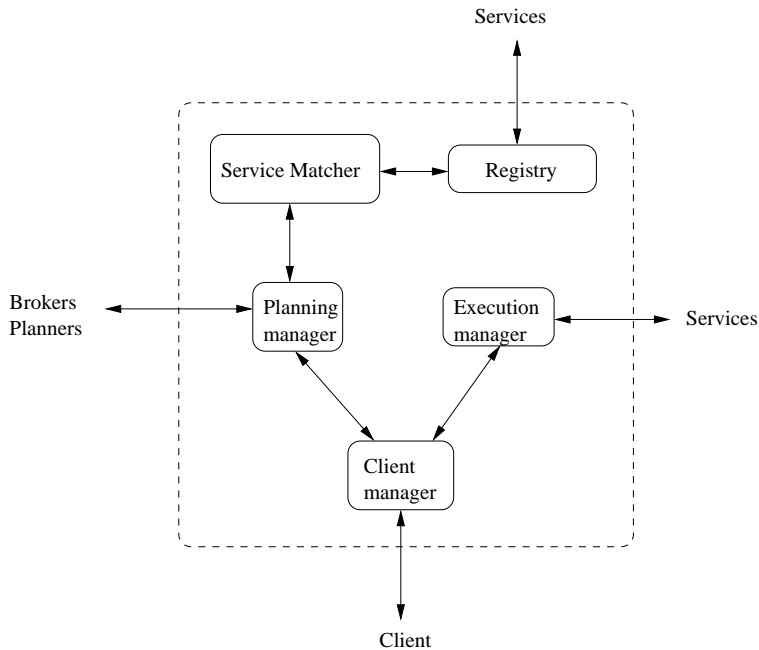 Services
Service Matcher
Registry
Brokers
Planners
Planning
manager
Execution
manager
Services
Client
manager
Client